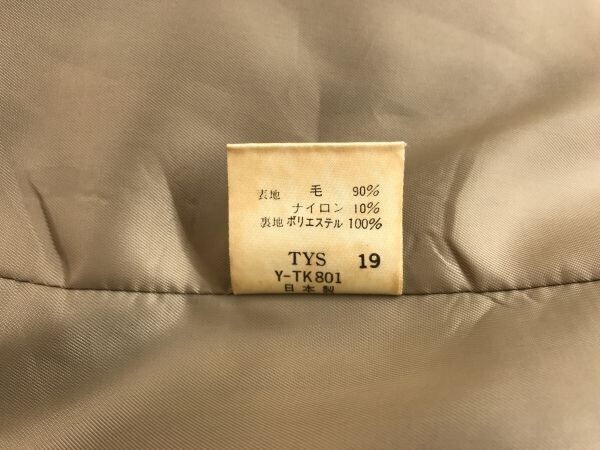 表地 毛 90%
ナイロン 10%
裏地 ポリエステル 100%
TYS 19
Y-TK801
日本製